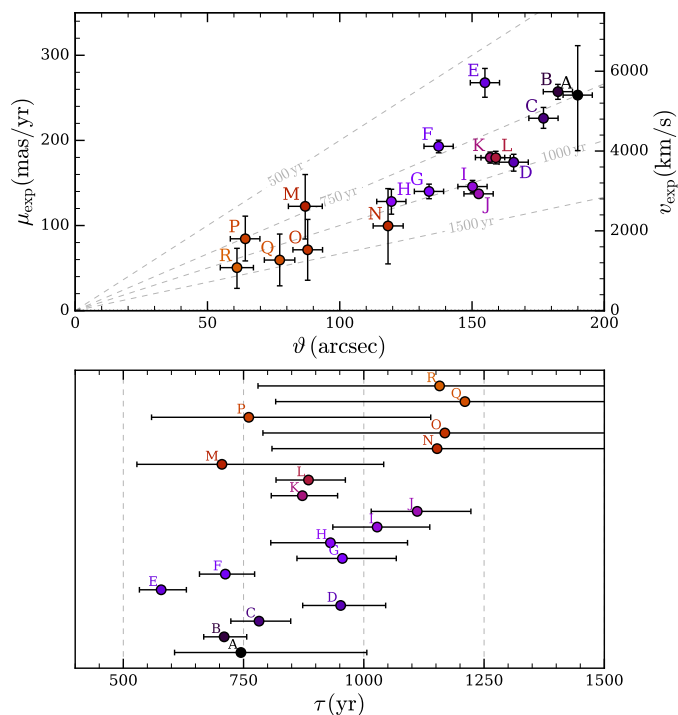 350
300
200
100
0
μexp (mas/yr)
6000
4000
2000
0
vexp (km/s)
500 yr
750 yr
1000 yr
1500 yr
E
B
A
C
F
K
L
D
I
G
J
H
M
N
P
O
Q
R
0
50
100
150
200
ϑ (arcsec)
R
Q
P
O
N
M
L
K
J
I
H
G
F
E
D
C
B
A
500
750
1000
1250
1500
τ (yr)